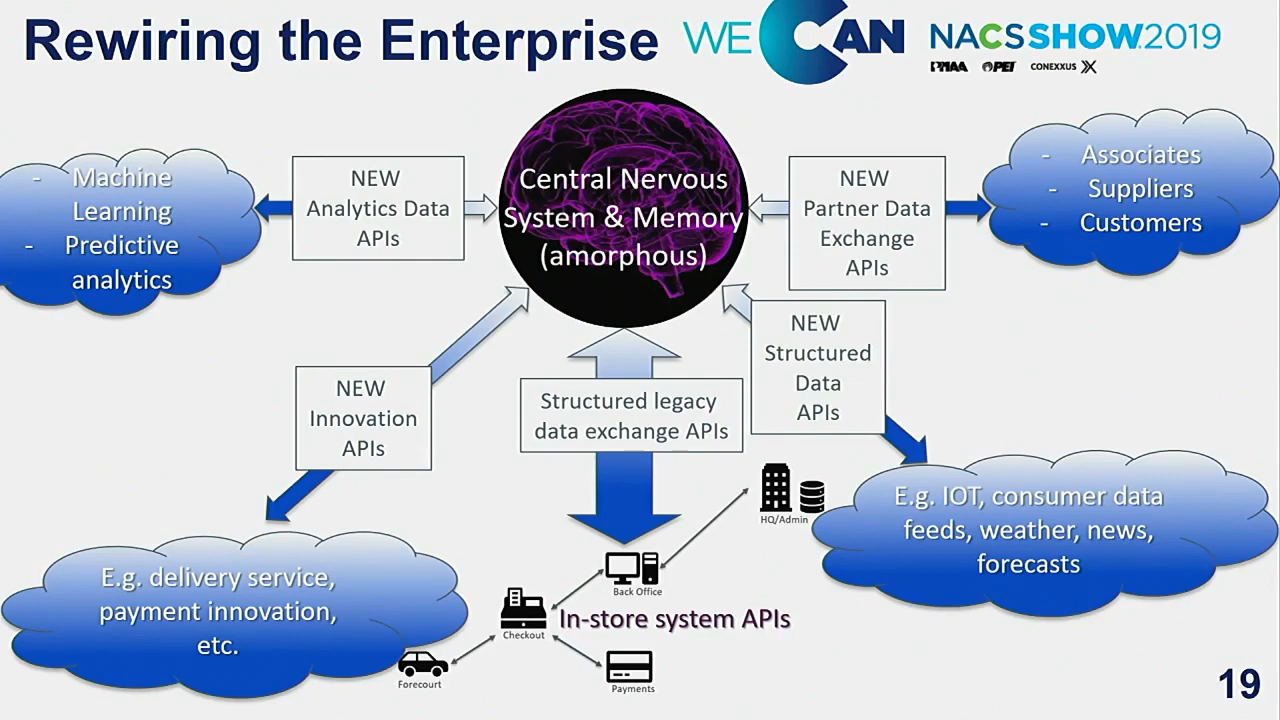 Rewiring the Enterprise
WE CAN
NACS SHOW 2019
PMAA PEI CONEXXUS
- Machine
Learning
- Predictive
analytics
NEW
Analytics Data
APIs
Central Nervous
System & Memory
(amorphous)
NEW
Partner Data
Exchange
APIs
- Associates
- Suppliers
- Customers
NEW
Innovation
APIs
Structured legacy
data exchange APIs
NEW
Structured
Data
APIs
E.g. delivery service,
payment innovation,
etc.
E.g. IOT, consumer data
feeds, weather, news,
forecasts
HQ/Admin
Back Office
Checkout
In-store system APIs
Forecourt
Payments
19